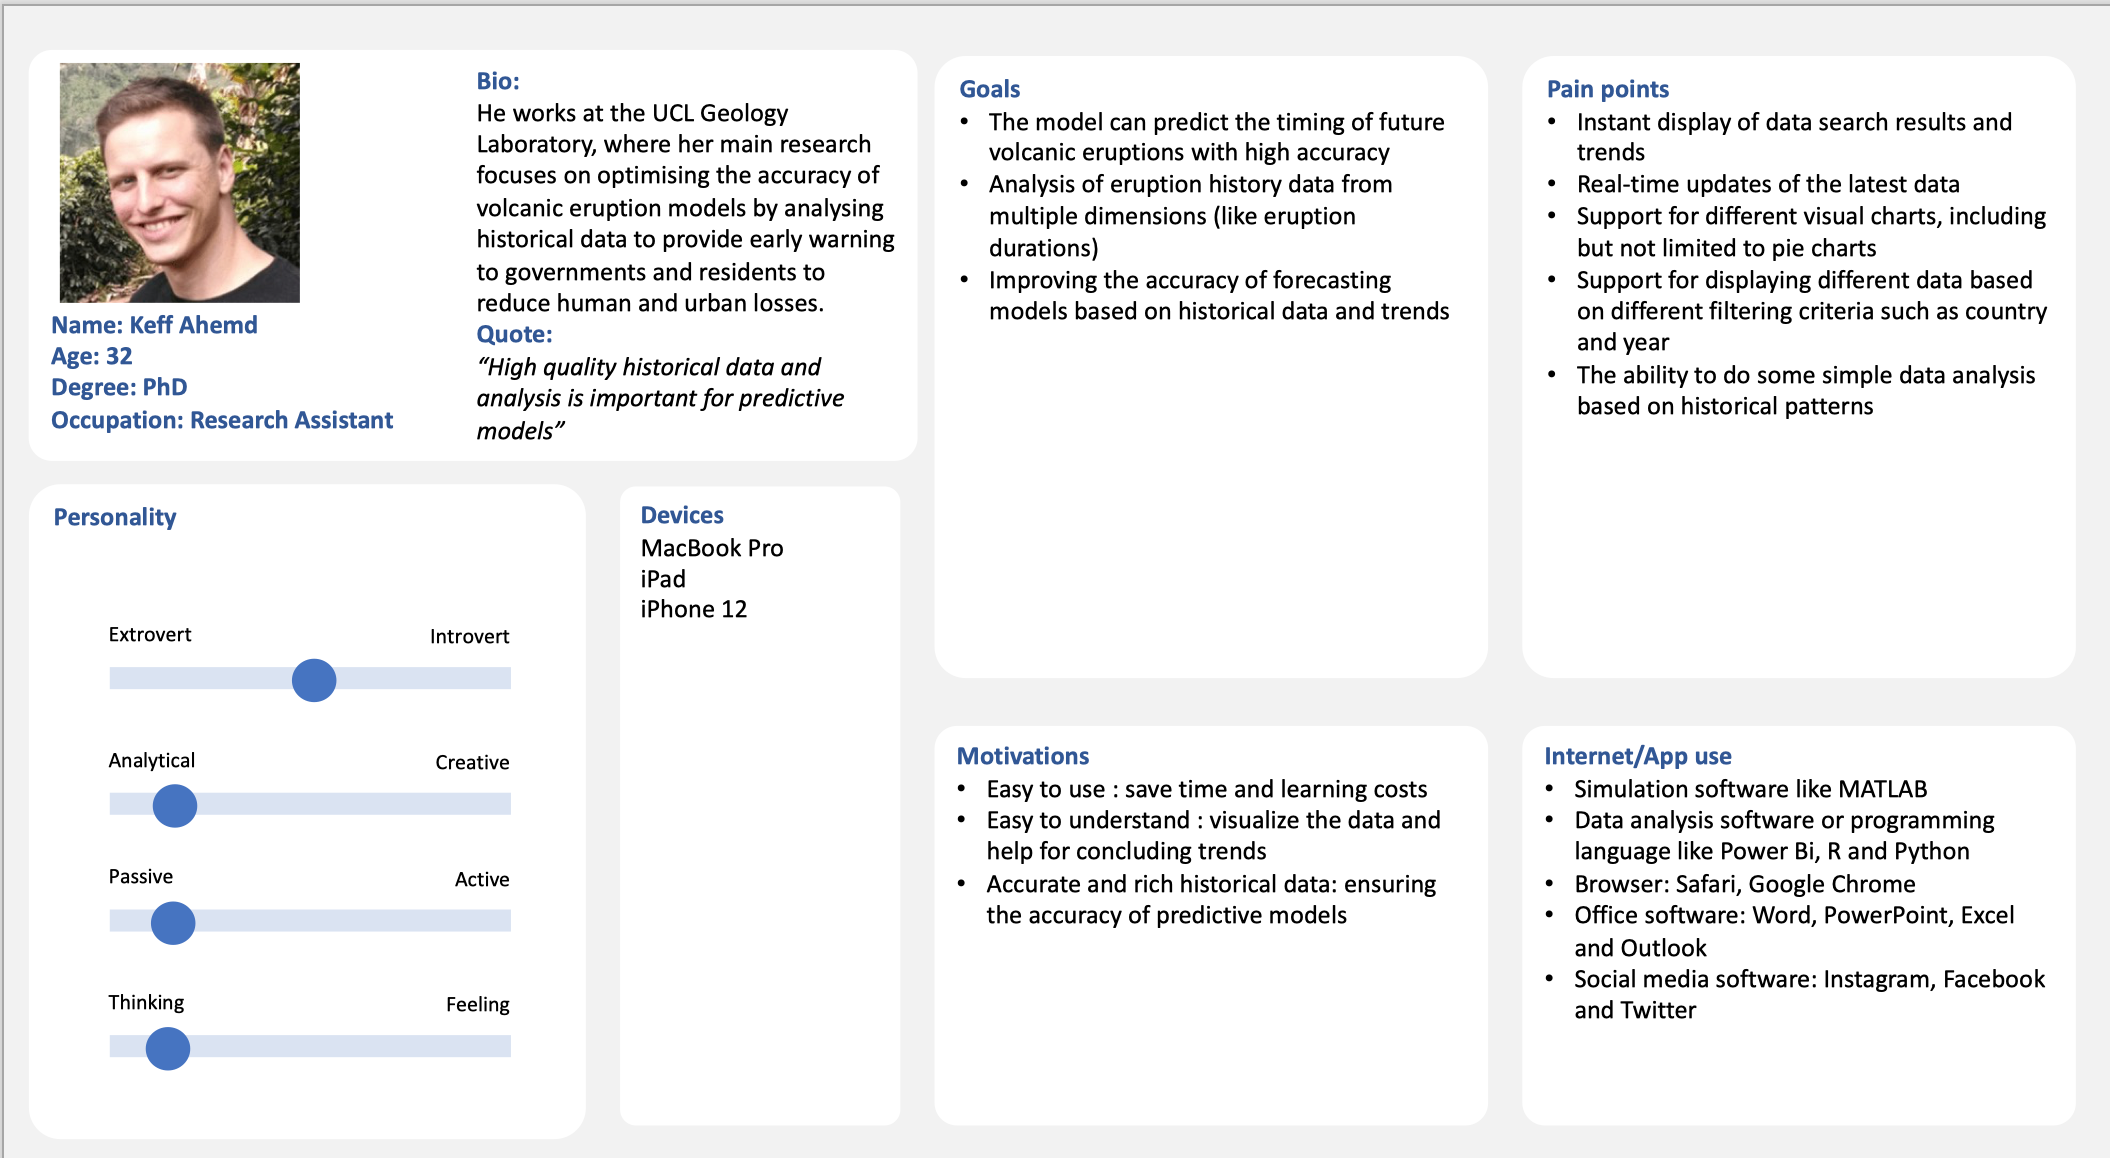 Bio:
He works at the UCL Geology
Laboratory, where her main research
focuses on optimising the accuracy of
volcanic eruption models by analysing
historical data to provide early warning
to governments and residents to
reduce human and urban losses.
Quote:
“High quality historical data and
analysis is important for predictive
models”
Name: Keff Ahemd
Age: 32
Degree: PhD
Occupation: Research Assistant
Goals
• The model can predict the timing of future
volcanic eruptions with high accuracy
• Analysis of eruption history data from
multiple dimensions (like eruption
durations)
• Improving the accuracy of forecasting
models based on historical data and trends
Pain points
• Instant display of data search results and
trends
• Real-time updates of the latest data
• Support for different visual charts, including
but not limited to pie charts
• Support for displaying different data based
on different filtering criteria such as country
and year
• The ability to do some simple data analysis
based on historical patterns
Personality
Extrovert Introvert
Analytical Creative
Passive Active
Thinking Feeling
Devices
MacBook Pro
iPad
iPhone 12
Motivations
• Easy to use : save time and learning costs
• Easy to understand : visualize the data and
help for concluding trends
• Accurate and rich historical data: ensuring
the accuracy of predictive models
Internet/App use
• Simulation software like MATLAB
• Data analysis software or programming
language like Power Bi, R and Python
• Browser: Safari, Google Chrome
• Office software: Word, PowerPoint, Excel
and Outlook
• Social media software: Instagram, Facebook
and Twitter